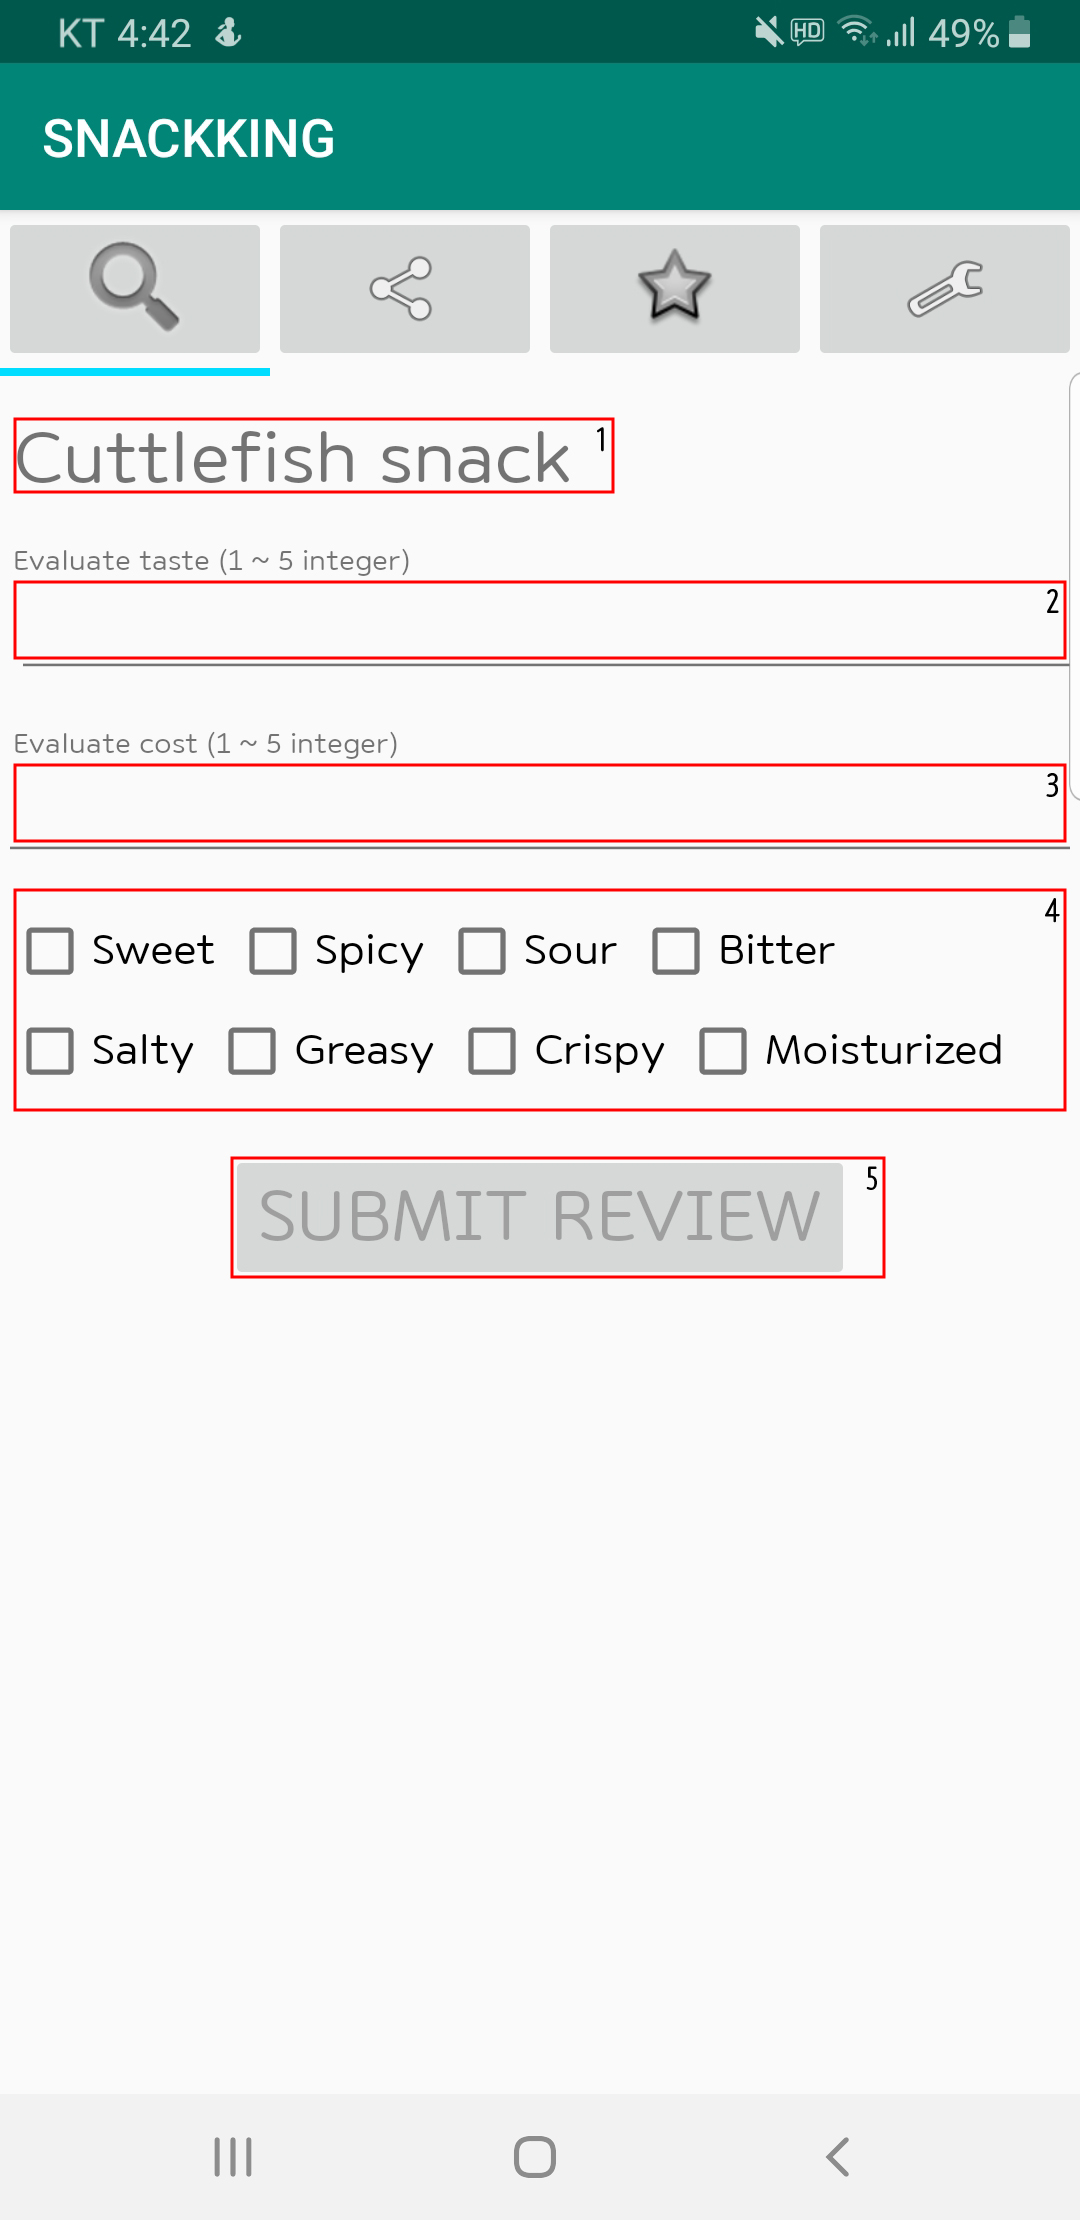 KT 4:42 HD 49%
SNACKKING
Cuttlefish snack 1
Evaluate taste (1 ~ 5 integer)
2
Evaluate cost (1 ~ 5 integer)
3
4
Sweet Spicy Sour Bitter
Salty Greasy Crispy Moisturized
SUBMIT REVIEW 5